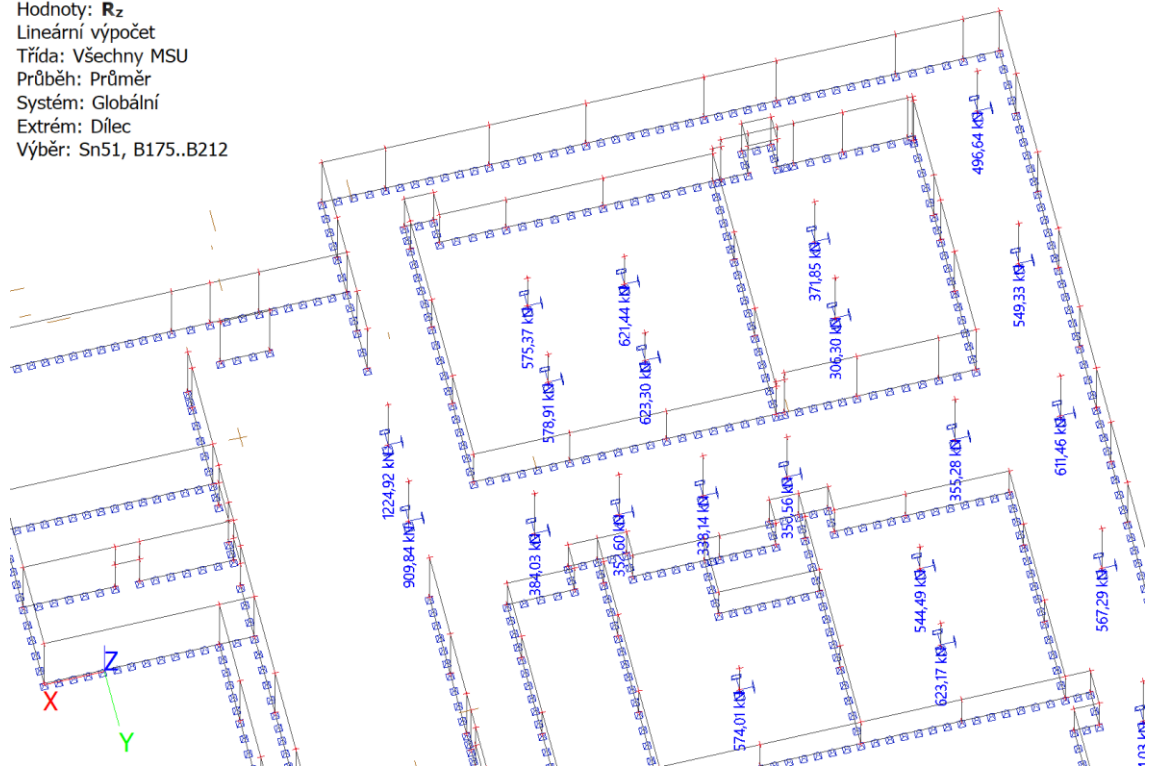 Hodnoty: Rz
Lineární výpočet
Třída: Všechny MSU
Průběh: Průměr
Systém: Globální
Extrém: Dílec
Výběr: Sn51, B175..B212
496,64 kN
371,85 kN
549,33 kN
621,44 kN
575,37 kN
306,30 kN
623,30 kN
578,91 kN
611,46 kN
355,28 kN
1224,92 kN
338,14 kN
384,03 kN
909,84 kN
544,49 kN
567,29 kN
623,17 kN
574,01 kN
Z
X
Y